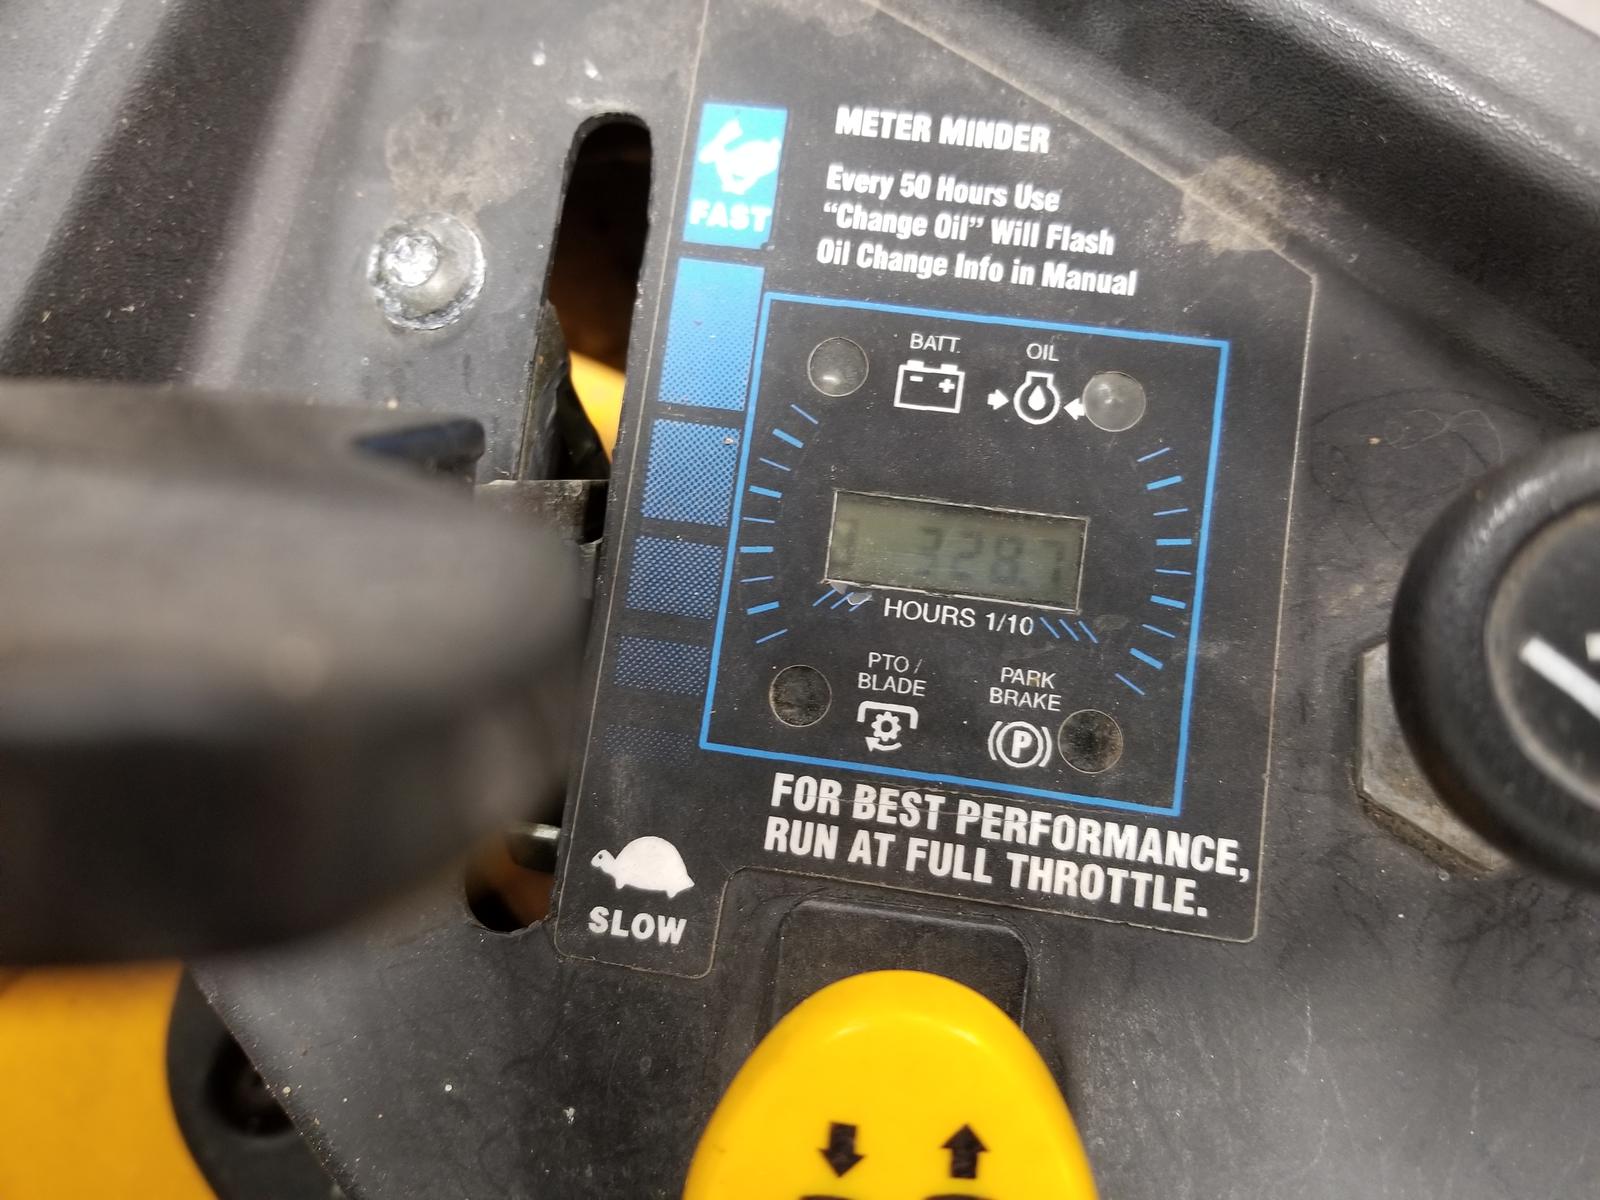 FAST
METER MINDER
Every 50 Hours Use
“Change Oil” Will Flash
Oil Change Info in Manual
BATT.
OIL
328.7
HOURS 1/10
PTO /
BLADE
PARK
BRAKE
P
FOR BEST PERFORMANCE,
RUN AT FULL THROTTLE.
SLOW